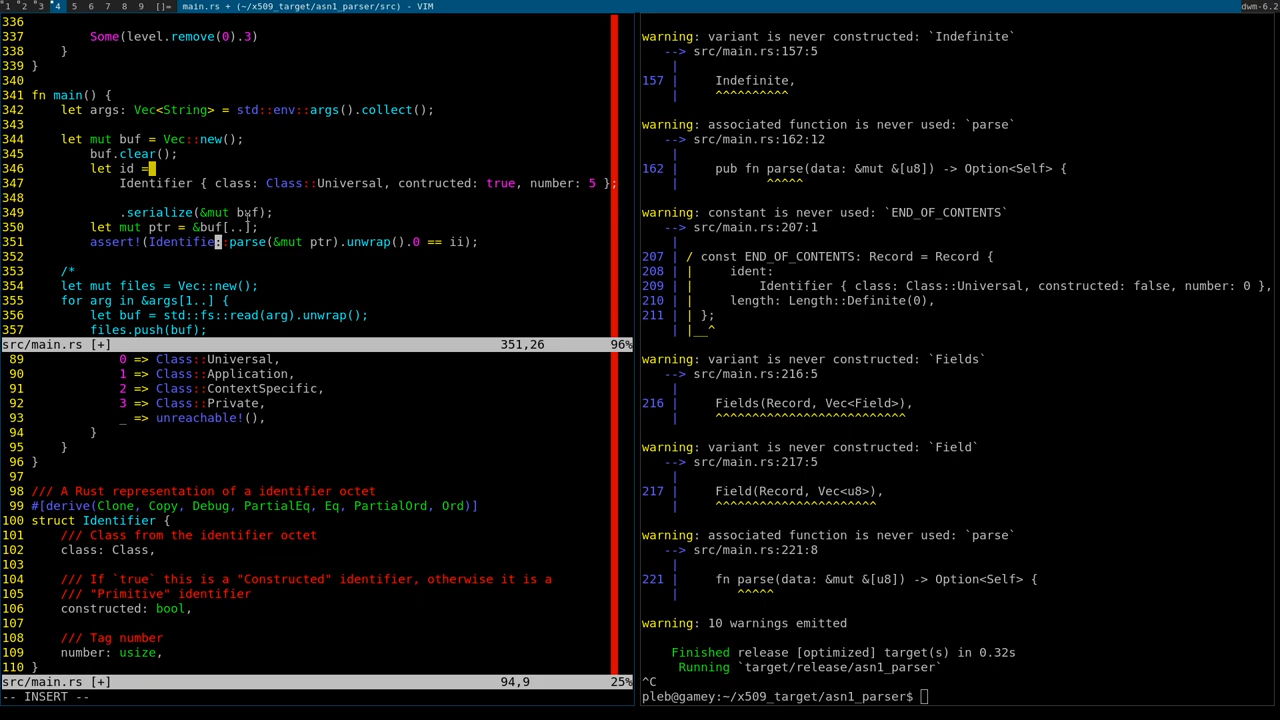 1 2 3 4 5 6 7 8 9 []= main.rs + (~/x509_target/asn1_parser/src) - VIM dwm-6.2
336
337         Some(level.remove(0).3)
338     }
339 }
340
341 fn main() {
342     let args: Vec<String> = std::env::args().collect();
343
344     let mut buf = Vec::new();
345         buf.clear();
346         let id =
347             Identifier { class: Class::Universal, contructed: true, number: 5 };
348
349             .serialize(&mut buf);
350         let mut ptr = &buf[..];
351         assert!(Identifie::parse(&mut ptr).unwrap().0 == ii);
352
353     /*
354     let mut files = Vec::new();
355     for arg in &args[1..] {
356         let buf = std::fs::read(arg).unwrap();
357         files.push(buf);
src/main.rs [+] 351,26 96%
89             0 => Class::Universal,
90             1 => Class::Application,
91             2 => Class::ContextSpecific,
92             3 => Class::Private,
93             _ => unreachable!(),
94         }
95     }
96 }
97
98 /// A Rust representation of a identifier octet
99 #[derive(Clone, Copy, Debug, PartialEq, Eq, PartialOrd, Ord)]
100 struct Identifier {
101     /// Class from the identifier octet
102     class: Class,
103
104     /// If `true` this is a "Constructed" identifier, otherwise it is a
105     /// "Primitive" identifier
106     constructed: bool,
107
108     /// Tag number
109     number: usize,
110 }
src/main.rs [+] 94,9 25%
-- INSERT --
warning: variant is never constructed: `Indefinite`
   --> src/main.rs:157:5
    |
157 |     Indefinite,
    |     ^^^^^^^^^^
warning: associated function is never used: `parse`
   --> src/main.rs:162:12
    |
162 |     pub fn parse(data: &mut &[u8]) -> Option<Self> {
    |            ^^^^^
warning: constant is never used: `END_OF_CONTENTS`
   --> src/main.rs:207:1
    |
207 | / const END_OF_CONTENTS: Record = Record {
208 | |     ident:
209 | |         Identifier { class: Class::Universal, constructed: false, number: 0 },
210 | |     length: Length::Definite(0),
211 | | };
    | |__^
warning: variant is never constructed: `Fields`
   --> src/main.rs:216:5
    |
216 |     Fields(Record, Vec<Field>),
    |     ^^^^^^^^^^^^^^^^^^^^^^^^^^
warning: variant is never constructed: `Field`
   --> src/main.rs:217:5
    |
217 |     Field(Record, Vec<u8>),
    |     ^^^^^^^^^^^^^^^^^^^^^^
warning: associated function is never used: `parse`
   --> src/main.rs:221:8
    |
221 |     fn parse(data: &mut &[u8]) -> Option<Self> {
    |        ^^^^^
warning: 10 warnings emitted
    Finished release [optimized] target(s) in 0.32s
     Running `target/release/asn1_parser`
^C
pleb@gamey:~/x509_target/asn1_parser$